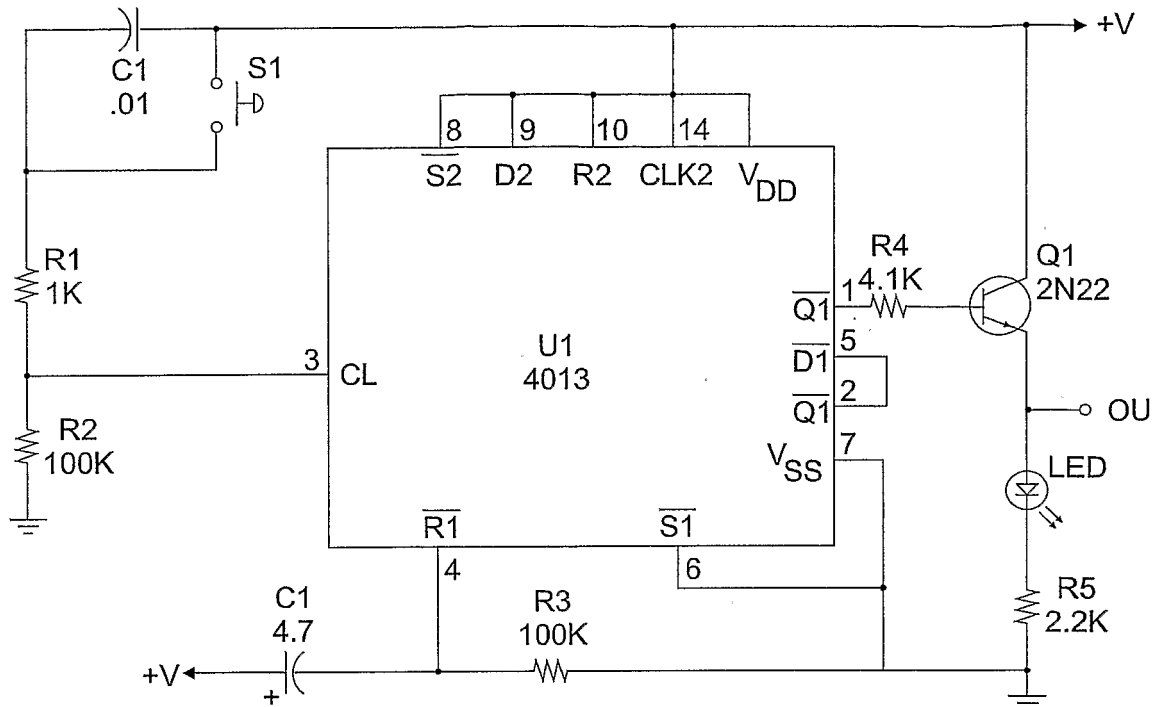 +V
C1
.01
S1
8
9
10
14
S2
D2
R2
CLK2
VDD
R1
1K
R4
4.1K
Q1
2N22
1
Q1
3
CL
U1
4013
5
D1
2
Q1
OU
R2
100K
7
VSS
LED
R1
S1
4
6
C1
4.7
R3
100K
R5
2.2K
+V
+